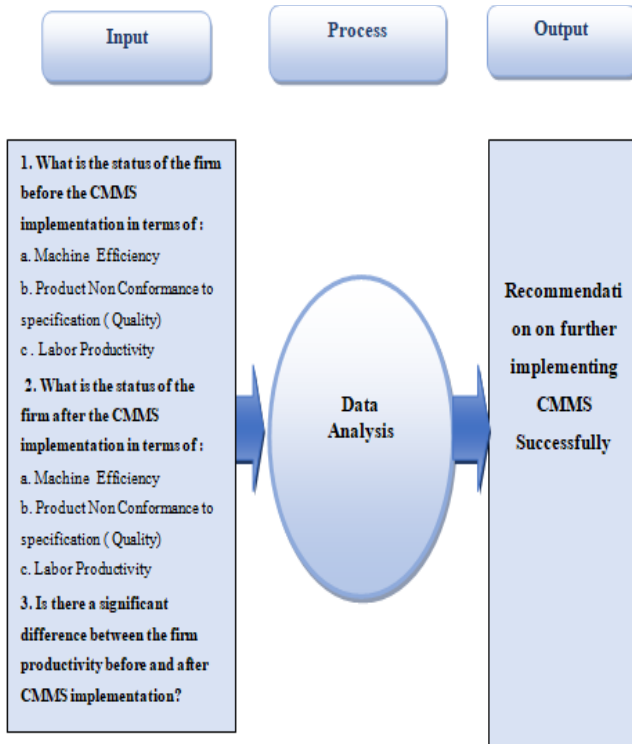 Input
Process
Output
1. What is the status of the firm
before the CMMS
implementation in terms of :
a. Machine Efficiency
b. Product Non Conformance to
specification ( Quality)
c . Labor Productivity
2. What is the status of the
firm after the CMMS
implementation in terms of :
a. Machine Efficiency
b. Product Non Conformance to
specification ( Quality)
c. Labor Productivity
3. Is there a significant
difference between the firm
productivity before and after
CMMS implementation?
Data
Analysis
Recommendati
on on further
implementing
CMMS
Successfully